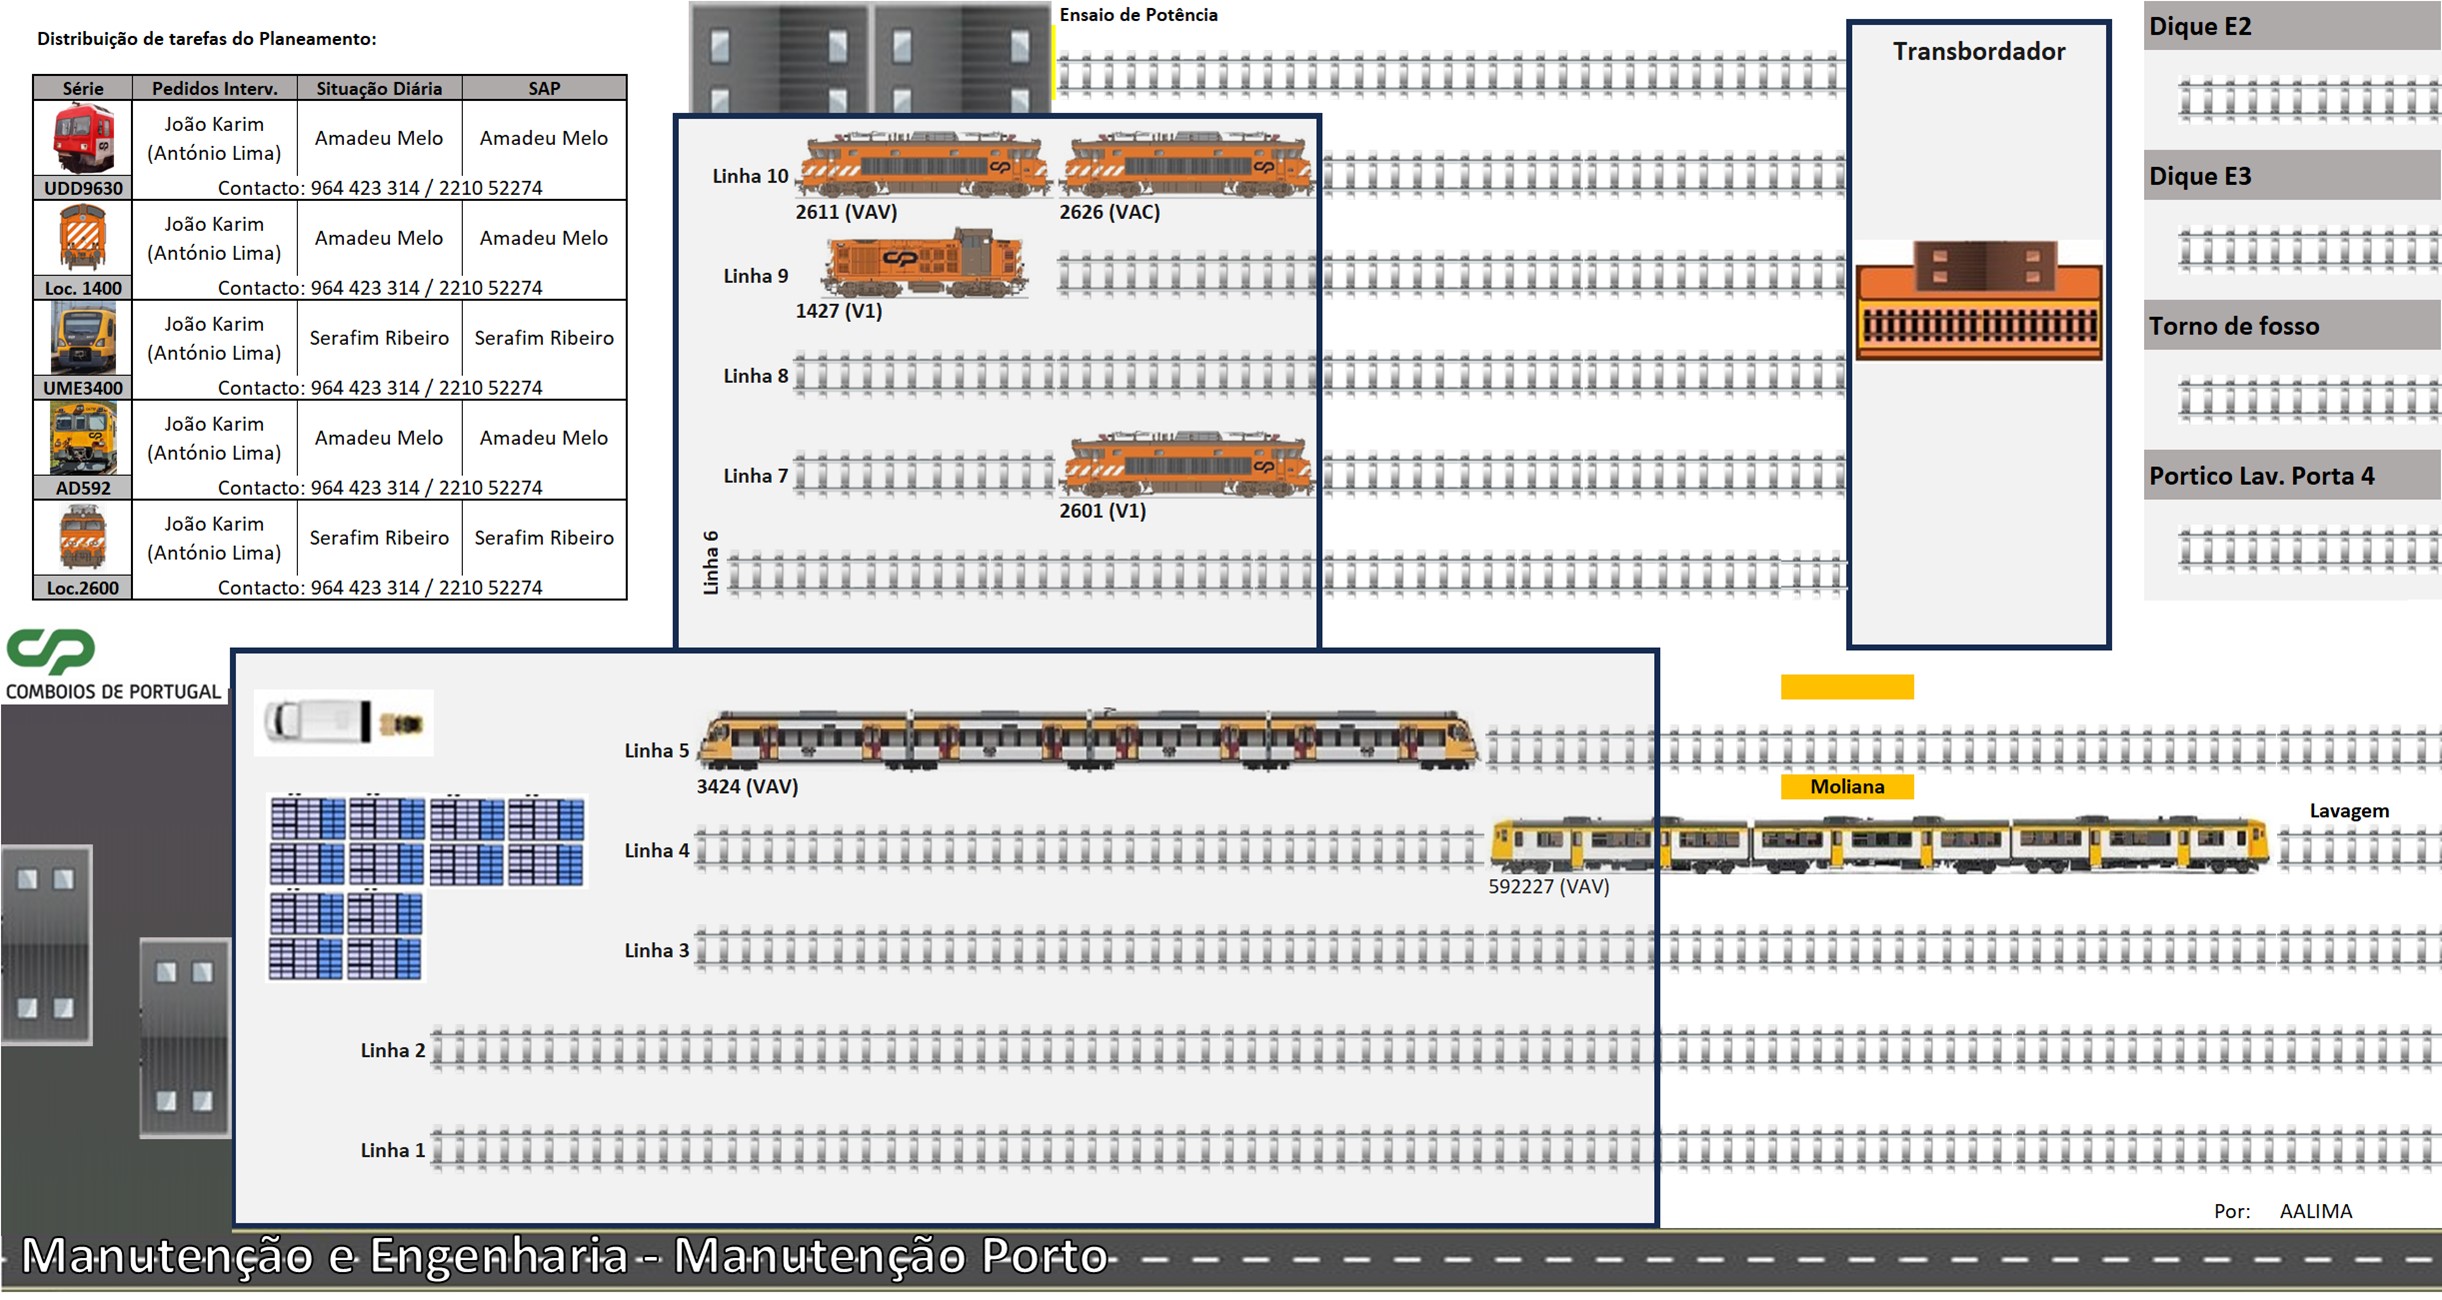 Distribuição de tarefas do Planeamento:
Série Pedidos Interv. Situação Diária SAP
João Karim
(António Lima) Amadeu Melo Amadeu Melo
UDD9630 Contacto: 964 423 314 / 2210 52274
João Karim
(António Lima) Amadeu Melo Amadeu Melo
Loc. 1400 Contacto: 964 423 314 / 2210 52274
João Karim
(António Lima) Serafim Ribeiro Serafim Ribeiro
UME3400 Contacto: 964 423 314 / 2210 52274
João Karim
(António Lima) Amadeu Melo Amadeu Melo
AD592 Contacto: 964 423 314 / 2210 52274
João Karim
(António Lima) Serafim Ribeiro Serafim Ribeiro
Loc.2600 Contacto: 964 423 314 / 2210 52274
Ensaio de Potência
Linha 10
2611 (VAV) 2626 (VAC)
Linha 9
1427 (V1)
Linha 8
Linha 7
2601 (V1)
Linha 6
Transbordador
Dique E2
Dique E3
Torno de fosso
Portico Lav. Porta 4
CP
COMBOIOS DE PORTUGAL
Linha 5
3424 (VAV)
Moliana
Lavagem
Linha 4
592227 (VAV)
Linha 3
Linha 2
Linha 1
Por: AALIMA
Manutenção e Engenharia - Manutenção Porto